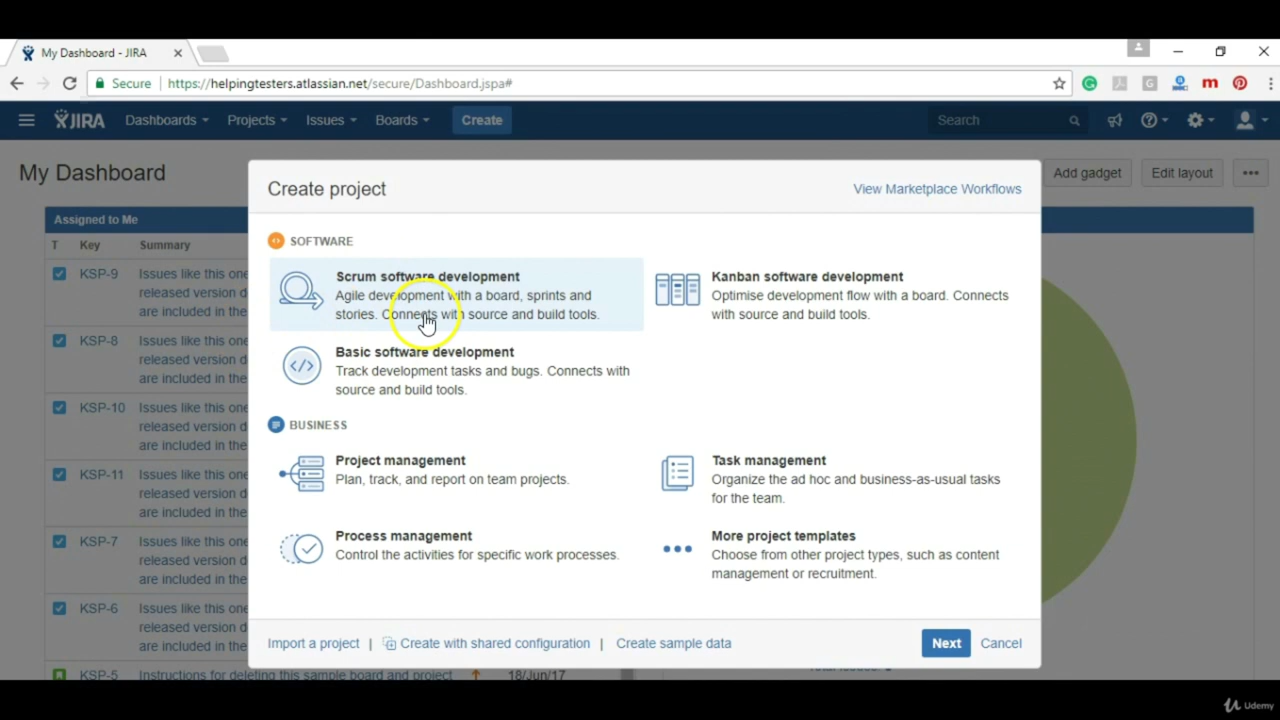 My Dashboard - JIRA
Secure https://helpingtesters.atlassian.net/secure/Dashboard.jspa#
JIRA Dashboards Projects Issues Boards Create Search
My Dashboard Add gadget Edit layout
Create project View Marketplace Workflows
Assigned to Me
T Key Summary
SOFTWARE
Scrum software development
Agile development with a board, sprints and
stories. Connects with source and build tools.
Kanban software development
Optimise development flow with a board. Connects
with source and build tools.
Basic software development
Track development tasks and bugs. Connects with
source and build tools.
BUSINESS
Project management
Plan, track, and report on team projects.
Task management
Organize the ad hoc and business-as-usual tasks
for the team.
Process management
Control the activities for specific work processes.
More project templates
Choose from other project types, such as content
management or recruitment.
Import a project | Create with shared configuration | Create sample data Next Cancel
KSP-9 Issues like this one
released version d
are included in the
KSP-8 Issues like this one
released version d
are included in the
KSP-10 Issues like this one
released version d
are included in the
KSP-11 Issues like this one
released version d
are included in the
KSP-7 Issues like this one
released version d
are included in the
KSP-6 Issues like this one
released version d
are included in the
KSP-5 Instructions for deleting this sample board and project 18/Jun/17
Udemy